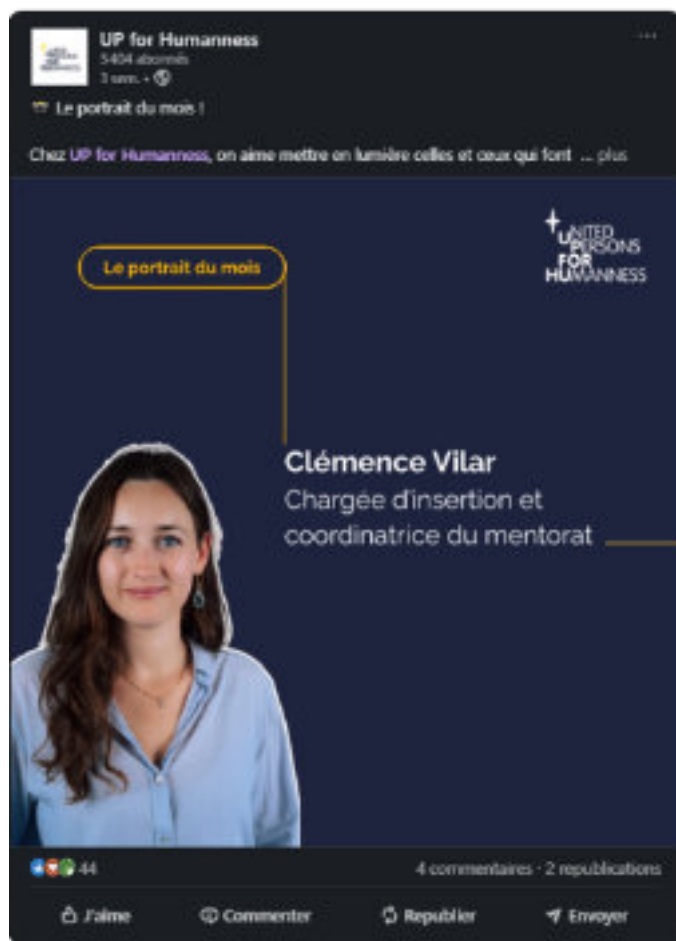 UP for Humanness
5404 abonnés
3 sem. •
Le portrait du mois !
Chez UP for Humanness, on aime mettre en lumière celles et ceux qui font ... plus
Le portrait du mois
UNITED
PERSONS
FOR
HUMANNESS
Clémence Vilar
Chargée d'insertion et
coordinatrice du mentorat
44
4 commentaires · 2 republications
J'aime
Commenter
Republier
Envoyer